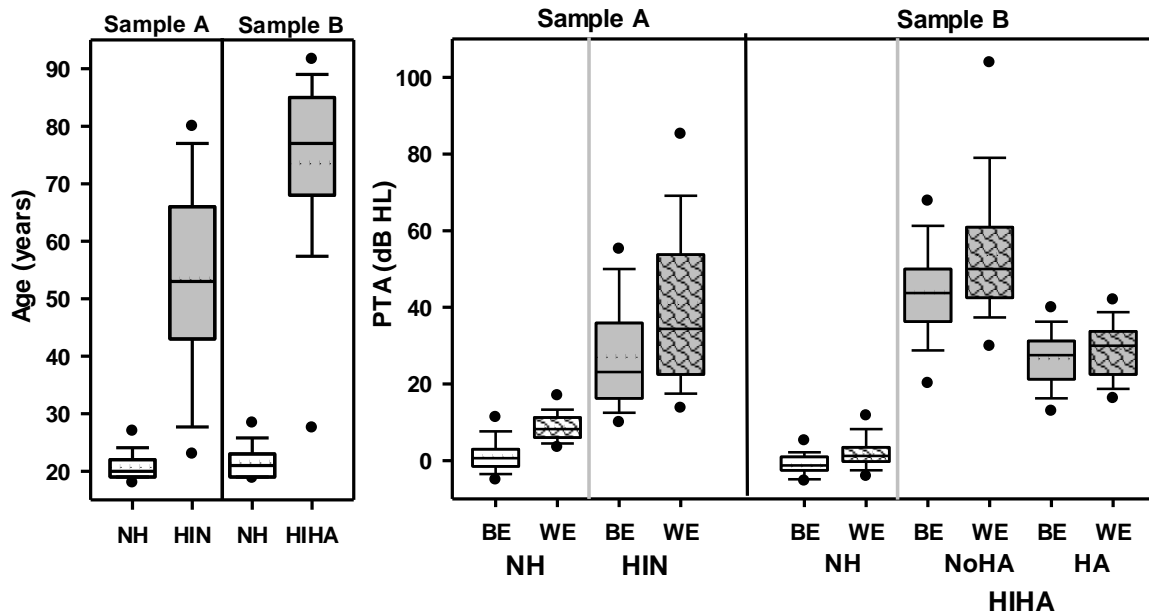 Sample A Sample B
Age (years)
90
80
70
60
50
40
30
20
NH HIN NH HIHA
Sample A Sample B
PTA (dB HL)
100
80
60
40
20
0
BE WE BE WE BE WE BE WE BE WE
NH HIN NH NoHA HA
HIHA